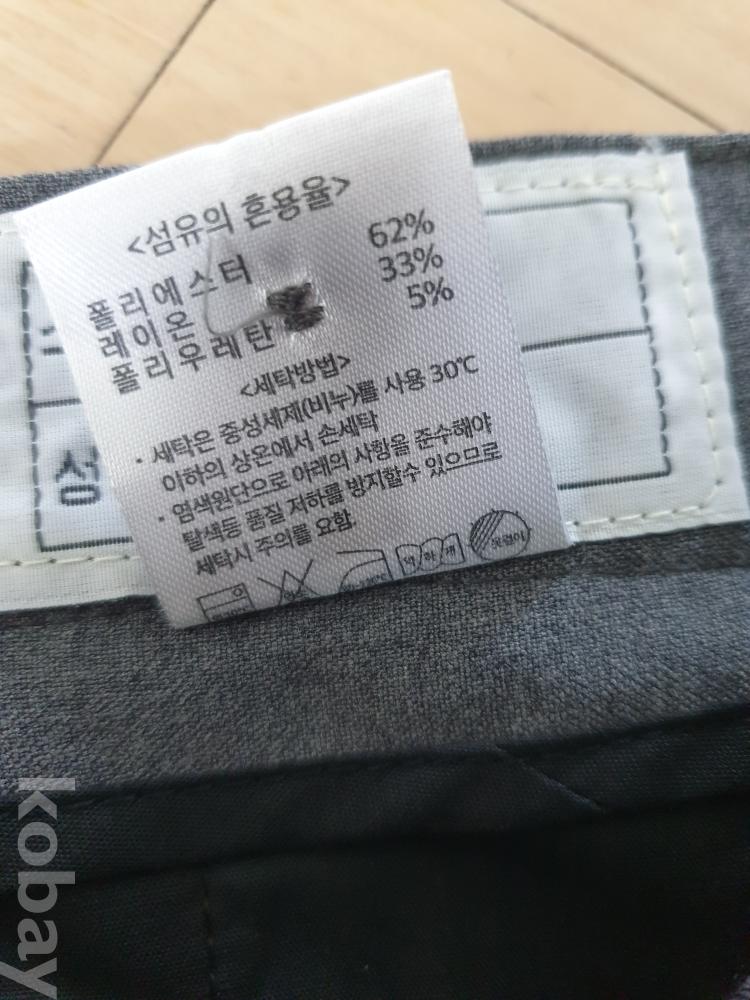 <섬유의 혼용율>
폴리에스터 62%
레이온 33%
폴리우레탄 5%
<세탁방법>
· 세탁은 중성세제(비누)를 사용 30℃
이하의 상온에서 손세탁
· 염색원단으로 아래의 사항을 준수해야
탈색등 품질 저하를 방지할수 있으므로
세탁시 주의를 요함
옷걸이
성
kobay